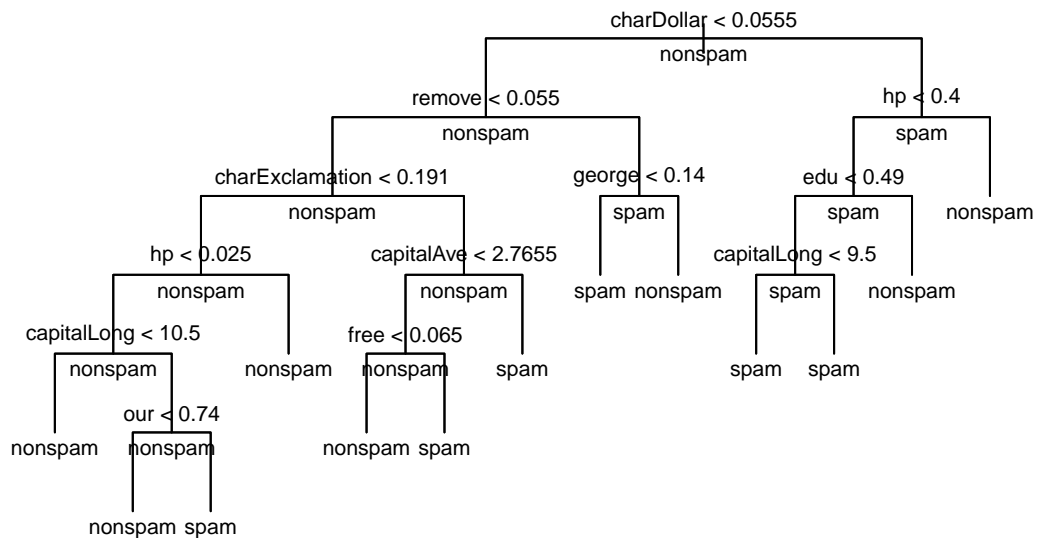 charDollar < 0.0555
nonspam
remove < 0.055
hp < 0.4
nonspam
spam
charExclamation < 0.191
george < 0.14
edu < 0.49
nonspam
spam
spam
nonspam
hp < 0.025
capitalAve < 2.7655
capitalLong < 9.5
nonspam
nonspam
spam
nonspam
spam
nonspam
capitalLong < 10.5
free < 0.065
nonspam
nonspam
nonspam
spam
spam
spam
our < 0.74
nonspam
nonspam
nonspam
spam
nonspam
spam